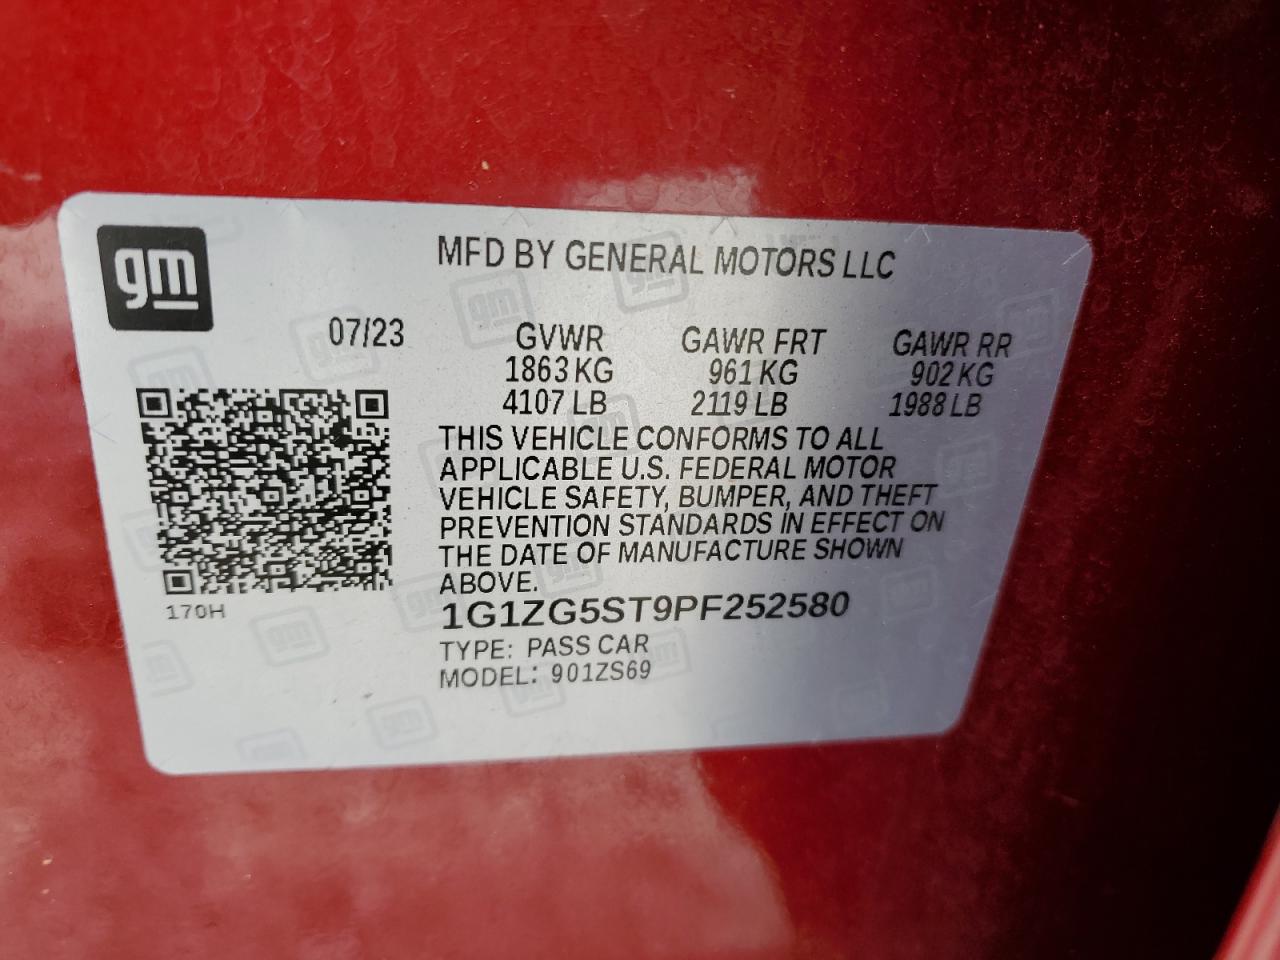 gm
MFD BY GENERAL MOTORS LLC
07/23 GVWR GAWR FRT GAWR RR
1863 KG 961 KG 902 KG
4107 LB 2119 LB 1988 LB
THIS VEHICLE CONFORMS TO ALL
APPLICABLE U.S. FEDERAL MOTOR
VEHICLE SAFETY, BUMPER, AND THEFT
PREVENTION STANDARDS IN EFFECT ON
THE DATE OF MANUFACTURE SHOWN
ABOVE.
170H
1G1ZG5ST9PF252580
TYPE: PASS CAR
MODEL: 901ZS69